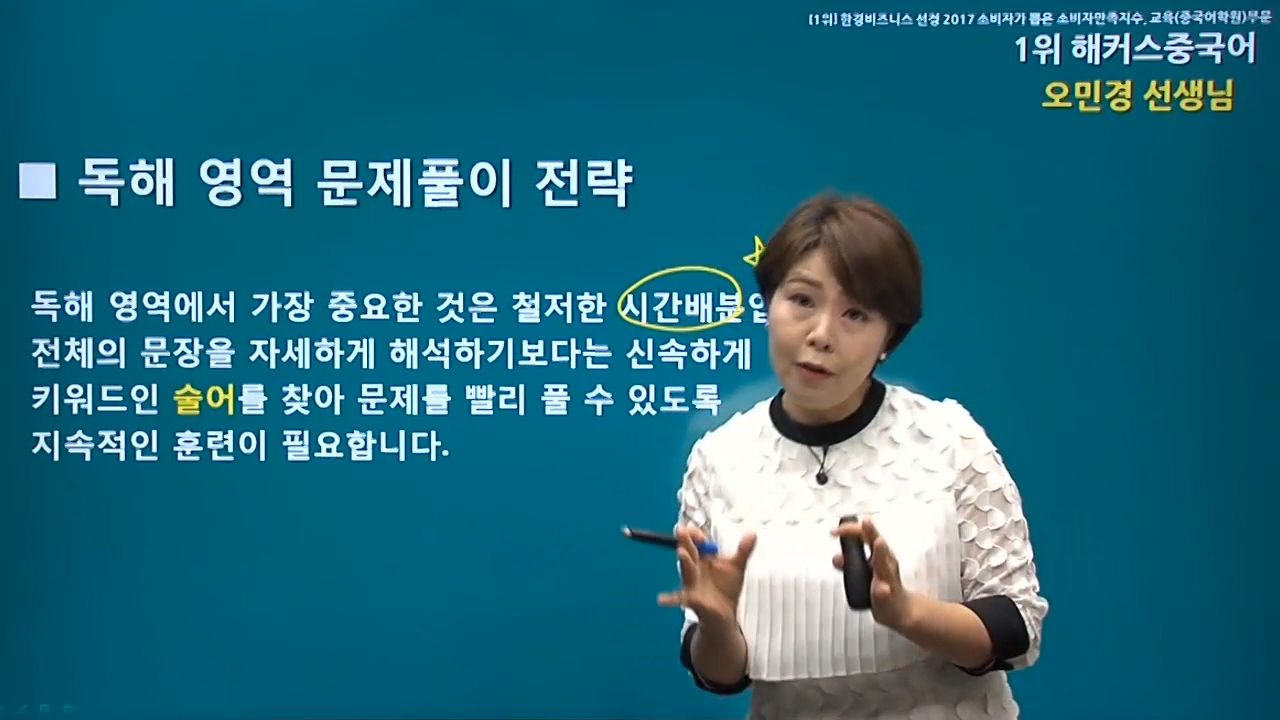 [1위] 한경비즈니스 선정 2017 소비자가 뽑은 소비자만족지수, 교육(중국어학원)부문
1위 해커스중국어
오민경 선생님
■ 독해 영역 문제풀이 전략
독해 영역에서 가장 중요한 것은 철저한 시간배분
전체의 문장을 자세하게 해석하기보다는 신속하게
키워드인 술어를 찾아 문제를 빨리 풀 수 있도록
지속적인 훈련이 필요합니다.